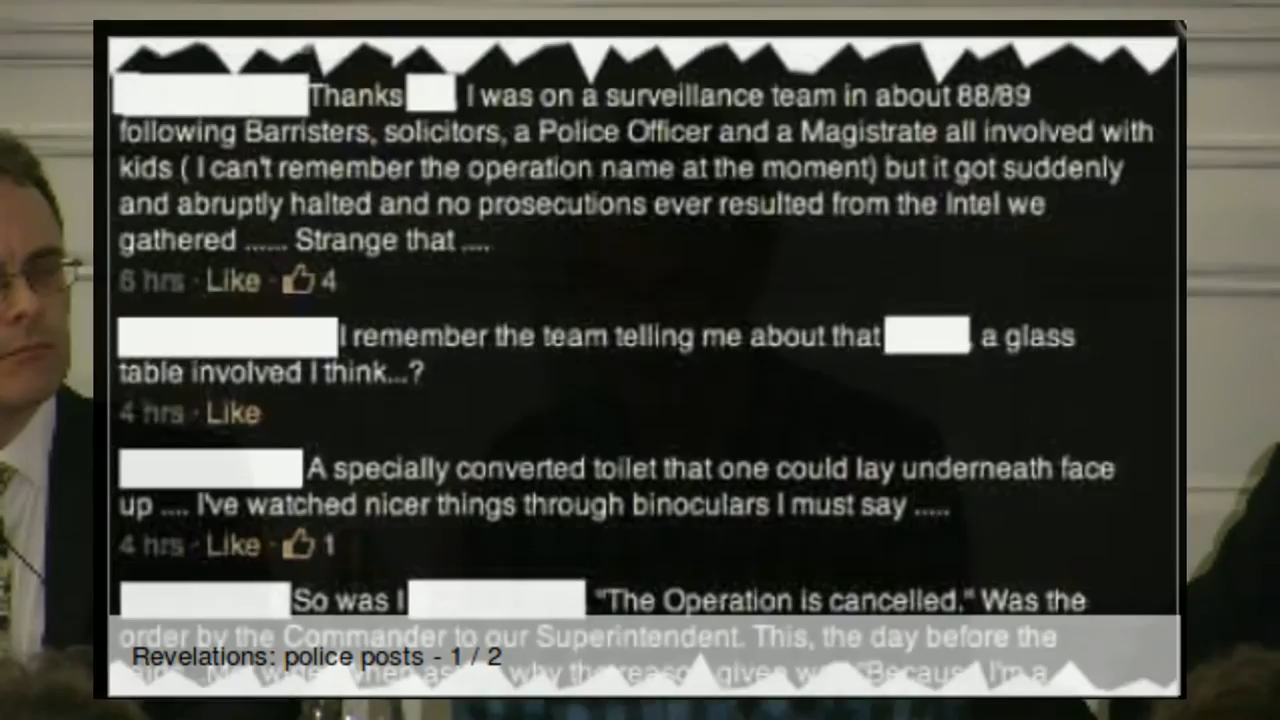 Thanks I was on a surveillance team in about 88/89
following Barristers, solicitors, a Police Officer and a Magistrate all involved with
kids ( I can't remember the operation name at the moment) but it got suddenly
and abruptly halted and no prosecutions ever resulted from the Intel we
gathered ...... Strange that ....
6 hrs · Like · 4
I remember the team telling me about that , a glass
table involved I think...?
4 hrs · Like
A specially converted toilet that one could lay underneath face
up .... I've watched nicer things through binoculars I must say .....
4 hrs · Like · 1
So was I "The Operation is cancelled." Was the
order by the Commander to our Superintendent. This, the day before the
Revelations: police posts - 1 / 2
why the reason given "Because I'm a